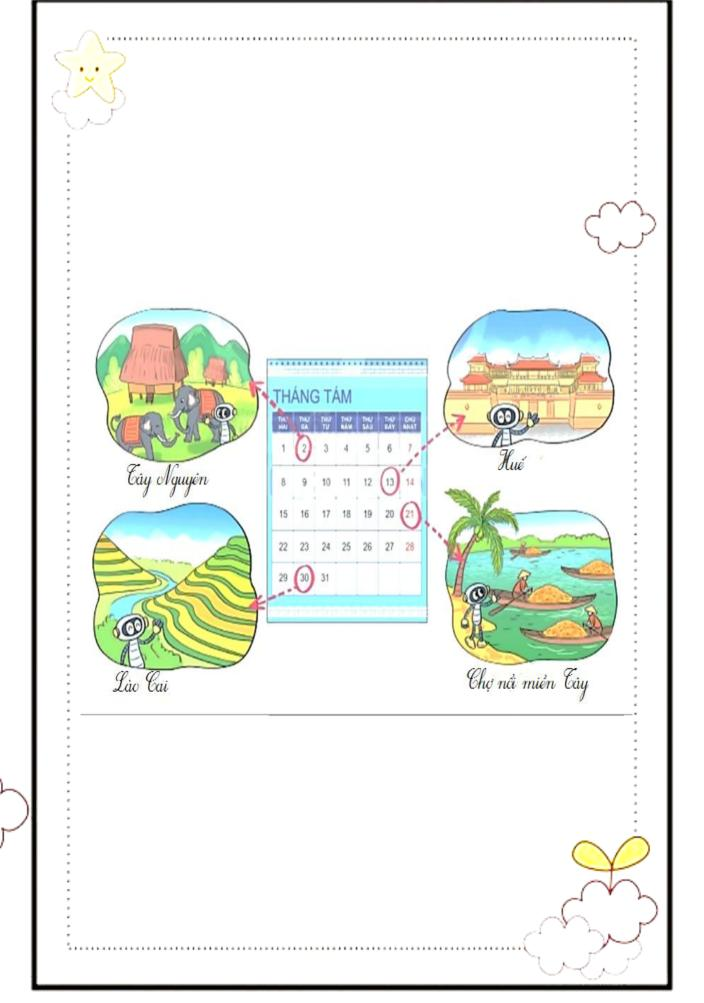 THÁNG TÁM
THỨ HAI THỨ BA THỨ TƯ THỨ NĂM THỨ SÁU THỨ BẢY CHỦ NHẬT
1 2 3 4 5 6 7
8 9 10 11 12 13 14
15 16 17 18 19 20 21
22 23 24 25 26 27 28
29 30 31
Tây Nguyên
Huế
Lào Cai
Chợ nổi miền Tây